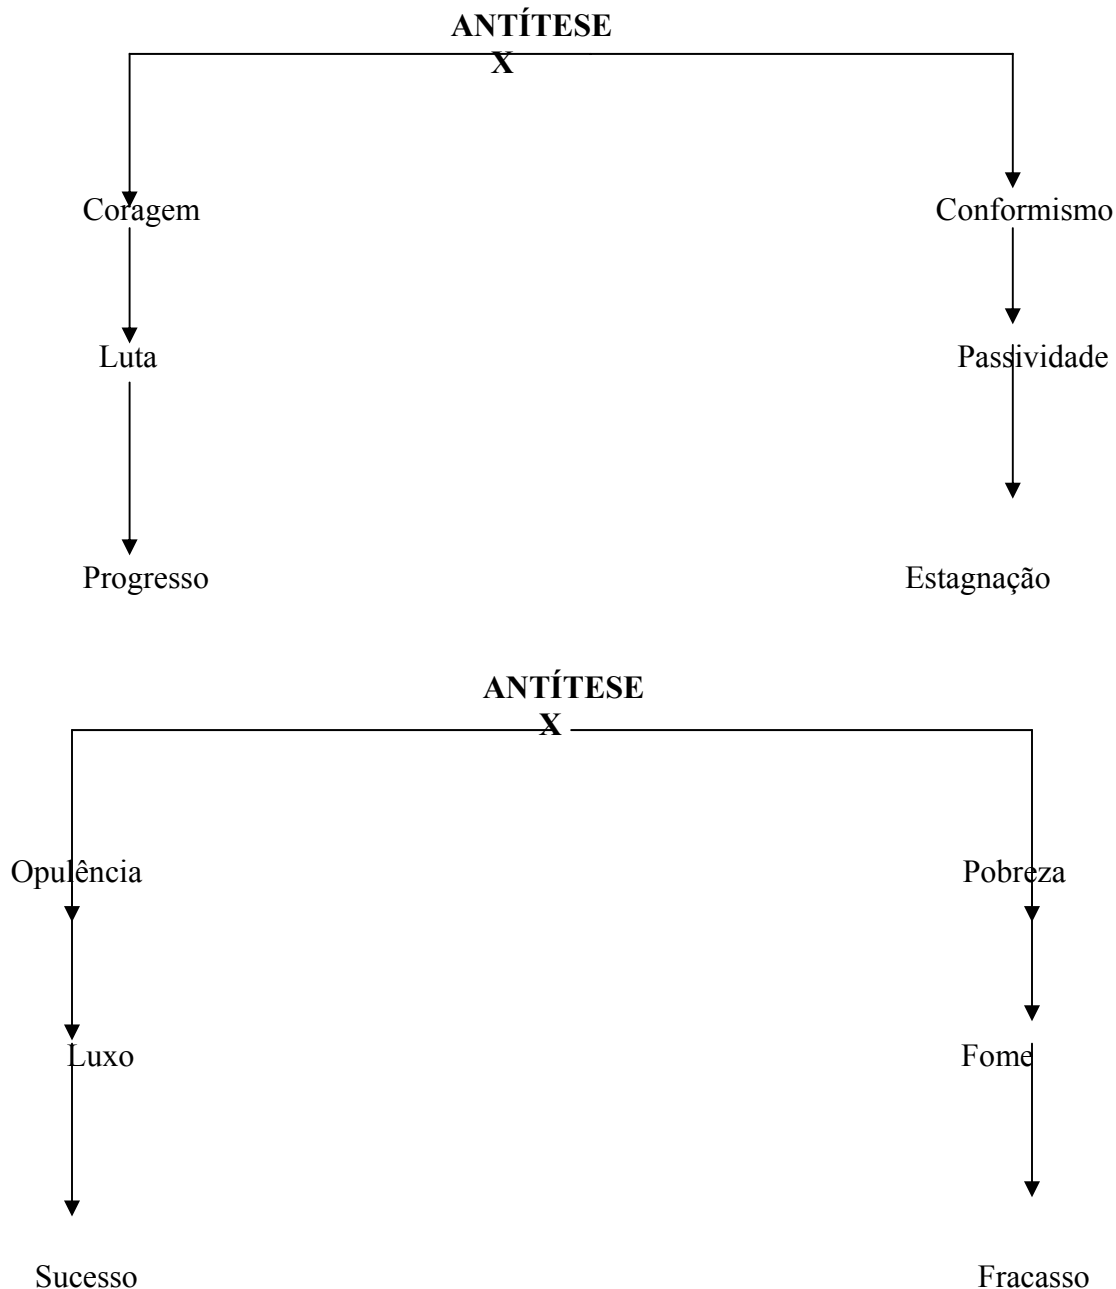 ANTÍTESE
X
Coragem Conformismo
Luta Passividade
Progresso Estagnação
ANTÍTESE
X
Opulência Pobreza
Luxo Fome
Sucesso Fracasso